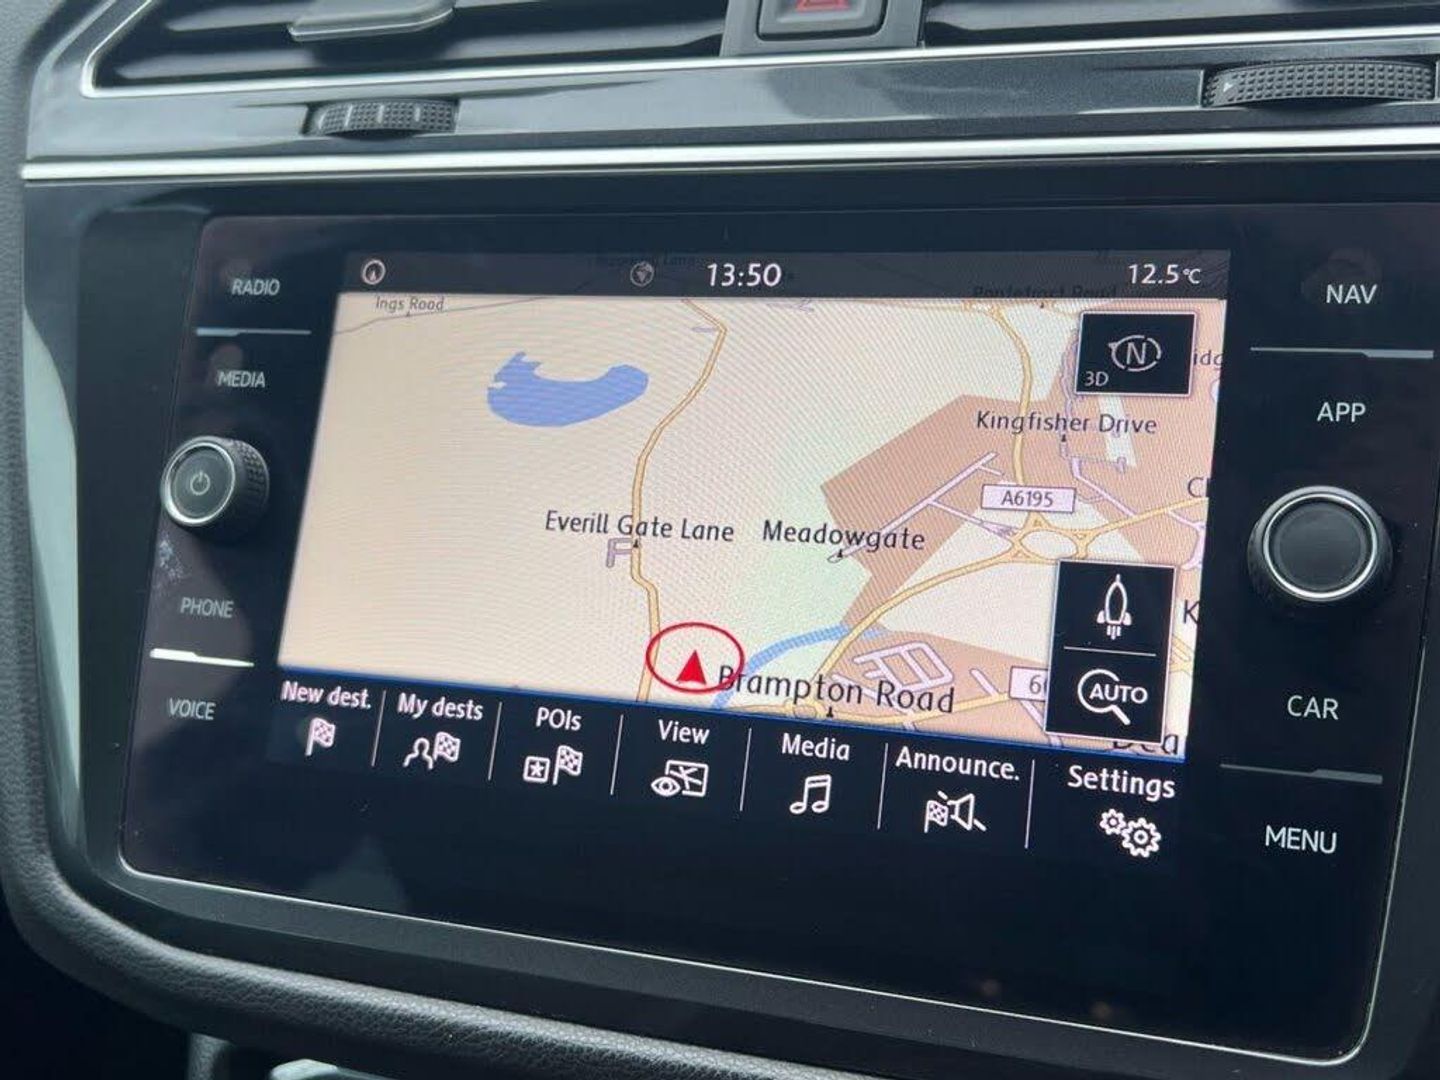 RADIO
MEDIA
PHONE
VOICE
13:50
12.5°C
Ings Road
3D
N
Kingfisher Drive
A6195
Everill Gate Lane
Meadowgate
Brampton Road
AUTO
New dest.
My dests
POIs
View
Media
Announce.
Settings
NAV
APP
CAR
MENU